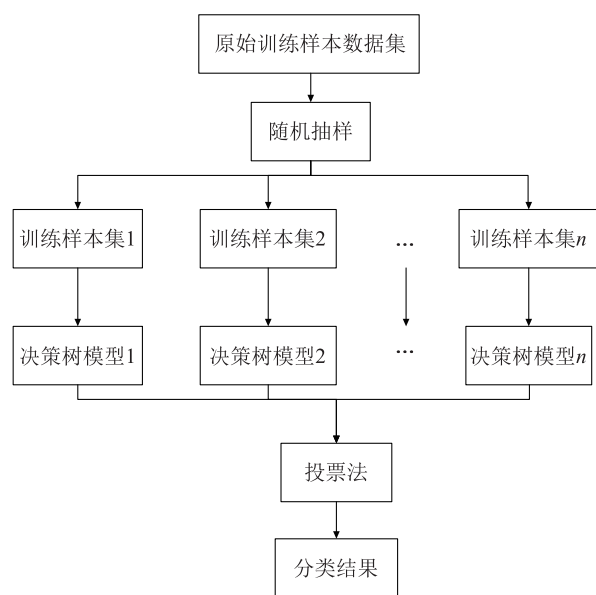 原始训练样本数据集
随机抽样
训练样本集1
训练样本集2
...
训练样本集n
决策树模型1
决策树模型2
...
决策树模型n
投票法
分类结果